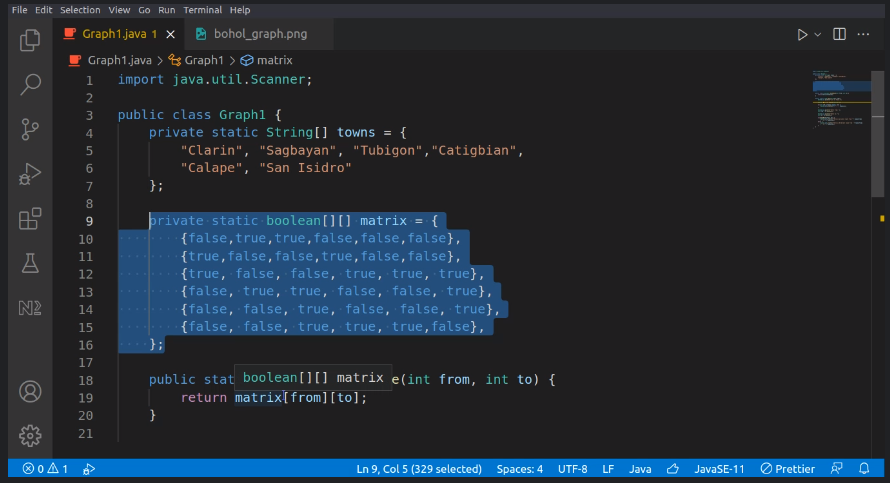 File Edit Selection View Go Run Terminal Help
Graph1.java 1 bohol_graph.png
Graph1.java > Graph1 > matrix
1 import java.util.Scanner;
2
3 public class Graph1 {
4 private static String[] towns = {
5 "Clarin", "Sagbayan", "Tubigon","Catigbian",
6 "Calape", "San Isidro"
7 };
8
9 private static boolean[][] matrix = {
10 {false,true,true,false,false,false},
11 {true,false,false,true,false,false},
12 {true, false, false, true, true, true},
13 {false, true, true, false, false, true},
14 {false, false, true, false, false, true},
15 {false, false, true, true, true,false},
16 };
17
boolean[][] matrix
18 public stat e(int from, int to) {
19 return matrix[from][to];
20 }
21
0 1 Ln 9, Col 5 (329 selected) Spaces: 4 UTF-8 LF Java JavaSE-11 Prettier